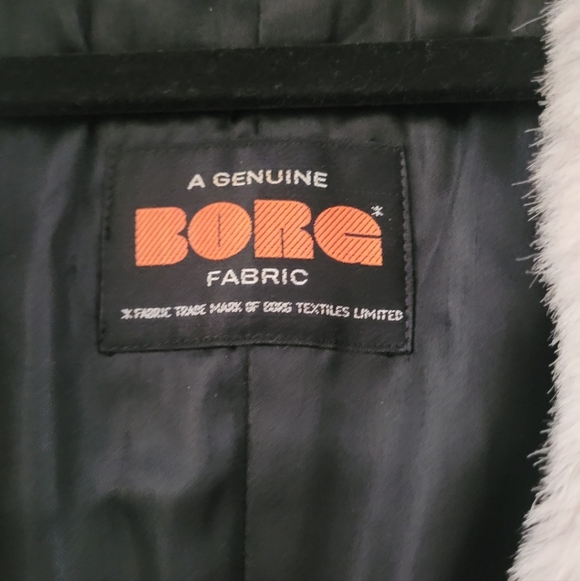 A GENUINE
BORG*
FABRIC
*FABRIC TRADE MARK OF BORG TEXTILES LIMITED